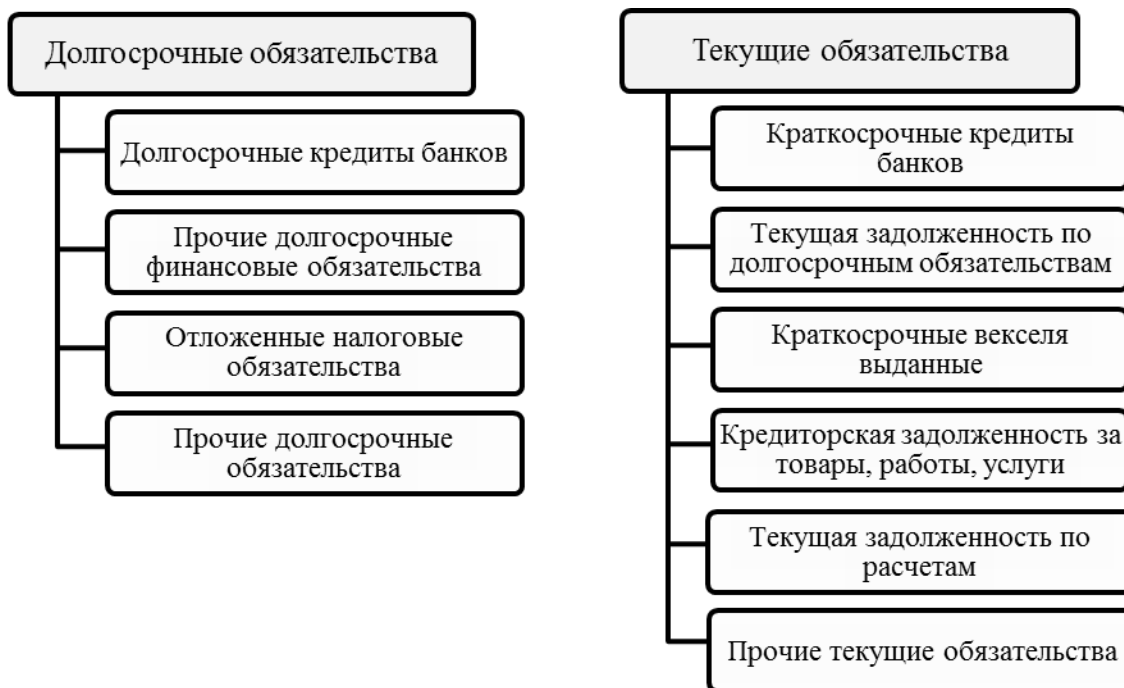 Долгосрочные обязательства
Долгосрочные кредиты банков
Прочие долгосрочные
финансовые обязательства
Отложенные налоговые
обязательства
Прочие долгосрочные
обязательства
Текущие обязательства
Краткосрочные кредиты
банков
Текущая задолженность по
долгосрочным обязательствам
Краткосрочные векселя
выданные
Кредиторская задолженность за
товары, работы, услуги
Текущая задолженность по
расчетам
Прочие текущие обязательства